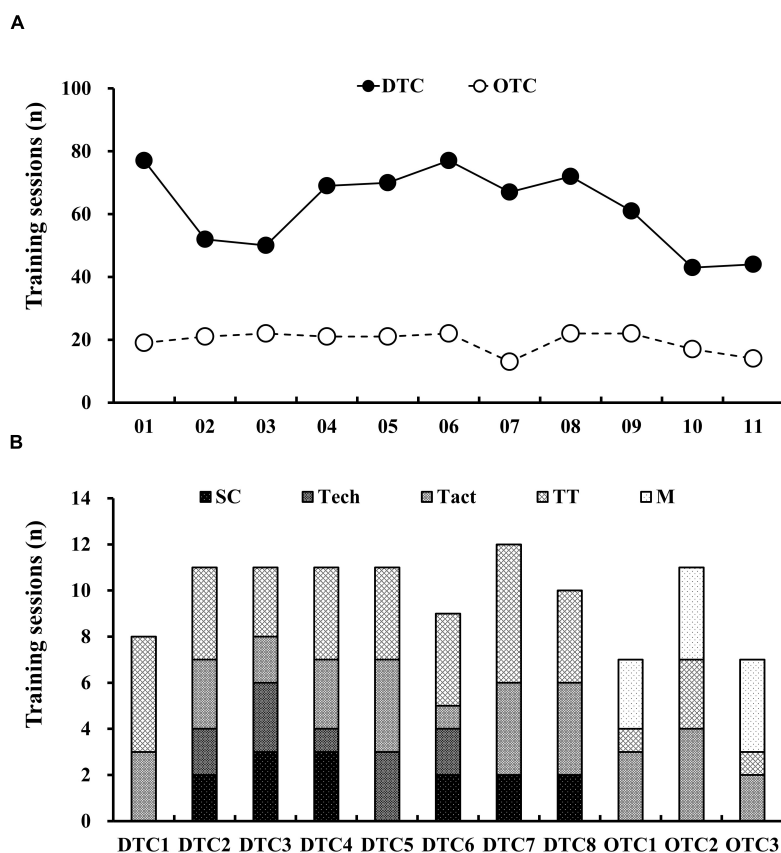 A
DTC OTC
Training sessions (n)
100
80
60
40
20
0
01 02 03 04 05 06 07 08 09 10 11
B
SC Tech Tact TT M
Training sessions (n)
14
12
10
8
6
4
2
0
DTC1 DTC2 DTC3 DTC4 DTC5 DTC6 DTC7 DTC8 OTC1 OTC2 OTC3